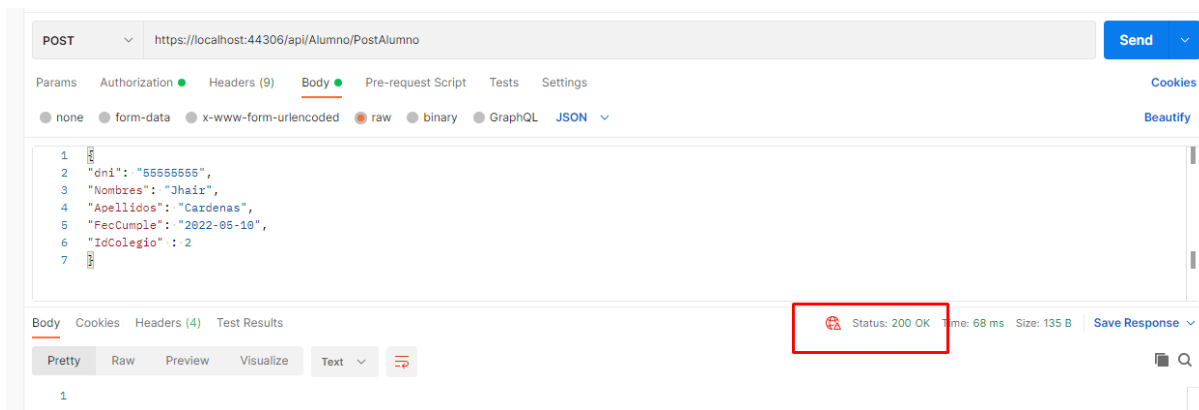 POST https://localhost:44306/api/Alumno/PostAlumno Send
Params Authorization Headers (9) Body Pre-request Script Tests Settings Cookies
none form-data x-www-form-urlencoded raw binary GraphQL JSON Beautify
1 {
2 "dni": "55555555",
3 "Nombres": "Jhair",
4 "Apellidos": "Cardenas",
5 "FecCumple": "2022-05-10",
6 "IdColegio" : 2
7 }
Body Cookies Headers (4) Test Results Status: 200 OK Time: 68 ms Size: 135 B Save Response
Pretty Raw Preview Visualize Text
1